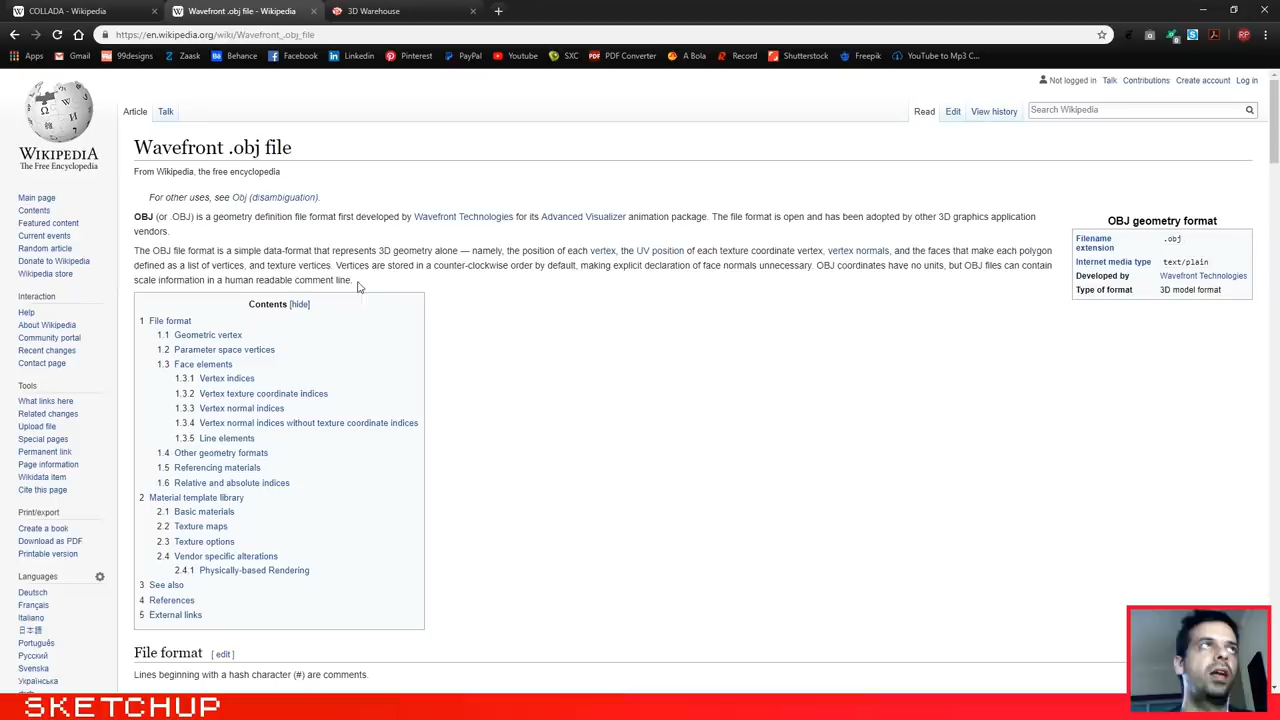 COLLADA - Wikipedia
Wavefront .obj file - Wikipedia
3D Warehouse
https://en.wikipedia.org/wiki/Wavefront_.obj_file
Apps Gmail 99designs Zaask Behance Facebook Linkedin Pinterest PayPal Youtube SXC PDF Converter A Bola Record Shutterstock Freepik YouTube to Mp3 C...
Not logged in Talk Contributions Create account Log in
Article Talk Read Edit View history Search Wikipedia
WIKIPEDIA
The Free Encyclopedia
Main page
Contents
Featured content
Current events
Random article
Donate to Wikipedia
Wikipedia store
Interaction
Help
About Wikipedia
Community portal
Recent changes
Contact page
Tools
What links here
Related changes
Upload file
Special pages
Permanent link
Page information
Wikidata item
Cite this page
Print/export
Create a book
Download as PDF
Printable version
Languages
Deutsch
Français
Italiano
日本語
Português
Русский
Svenska
Українська
Wavefront .obj file
From Wikipedia, the free encyclopedia
For other uses, see Obj (disambiguation).
OBJ (or .OBJ) is a geometry definition file format first developed by Wavefront Technologies for its Advanced Visualizer animation package. The file format is open and has been adopted by other 3D graphics application
vendors.
The OBJ file format is a simple data-format that represents 3D geometry alone — namely, the position of each vertex, the UV position of each texture coordinate vertex, vertex normals, and the faces that make each polygon
defined as a list of vertices, and texture vertices. Vertices are stored in a counter-clockwise order by default, making explicit declaration of face normals unnecessary. OBJ coordinates have no units, but OBJ files can contain
scale information in a human readable comment line.
OBJ geometry format
Filename
extension .obj
Internet media type text/plain
Developed by Wavefront Technologies
Type of format 3D model format
Contents [hide]
1 File format
1.1 Geometric vertex
1.2 Parameter space vertices
1.3 Face elements
1.3.1 Vertex indices
1.3.2 Vertex texture coordinate indices
1.3.3 Vertex normal indices
1.3.4 Vertex normal indices without texture coordinate indices
1.3.5 Line elements
1.4 Other geometry formats
1.5 Referencing materials
1.6 Relative and absolute indices
2 Material template library
2.1 Basic materials
2.2 Texture maps
2.3 Texture options
2.4 Vendor specific alterations
2.4.1 Physically-based Rendering
3 See also
4 References
5 External links
File format [ edit ]
Lines beginning with a hash character (#) are comments.
SKETCHUP